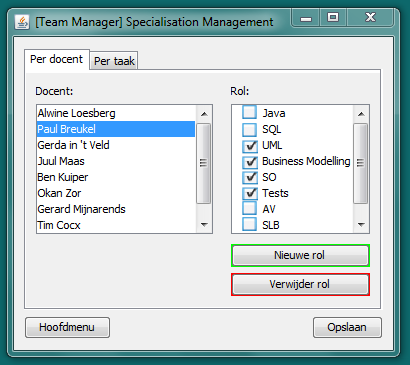 [Team Manager] Specialisation Management
Per docent
Per taak
Docent:
Rol:
Alwine Loesberg
Paul Breukel
Gerda in 't Veld
Juul Maas
Ben Kuiper
Okan Zor
Gerard Mijnarends
Tim Cocx
Java
SQL
UML
Business Modelling
SO
Tests
AV
SLB
Nieuwe rol
Verwijder rol
Hoofdmenu
Opslaan